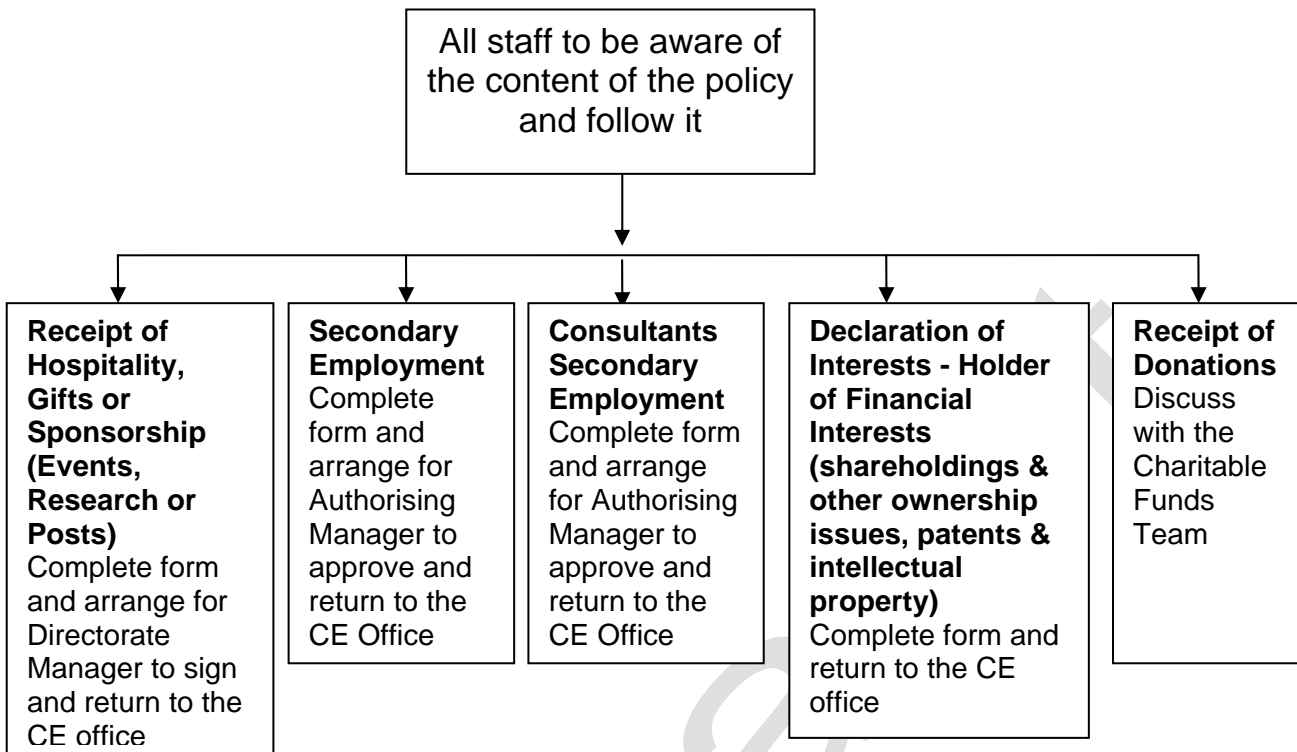 All staff to be aware of
the content of the policy
and follow it
Receipt of
Hospitality,
Gifts or
Sponsorship
(Events,
Research or
Posts)
Complete form
and arrange for
Directorate
Manager to sign
and return to the
CE office
Secondary
Employment
Complete
form and
arrange for
Authorising
Manager to
approve and
return to the
CE Office
Consultants
Secondary
Employment
Complete form
and arrange
for Authorising
Manager to
approve and
return to the
CE Office
Declaration of
Interests - Holder
of Financial
Interests
(shareholdings &
other ownership
issues, patents &
intellectual
property)
Complete form and
return to the CE
office
Receipt of
Donations
Discuss
with the
Charitable
Funds
Team